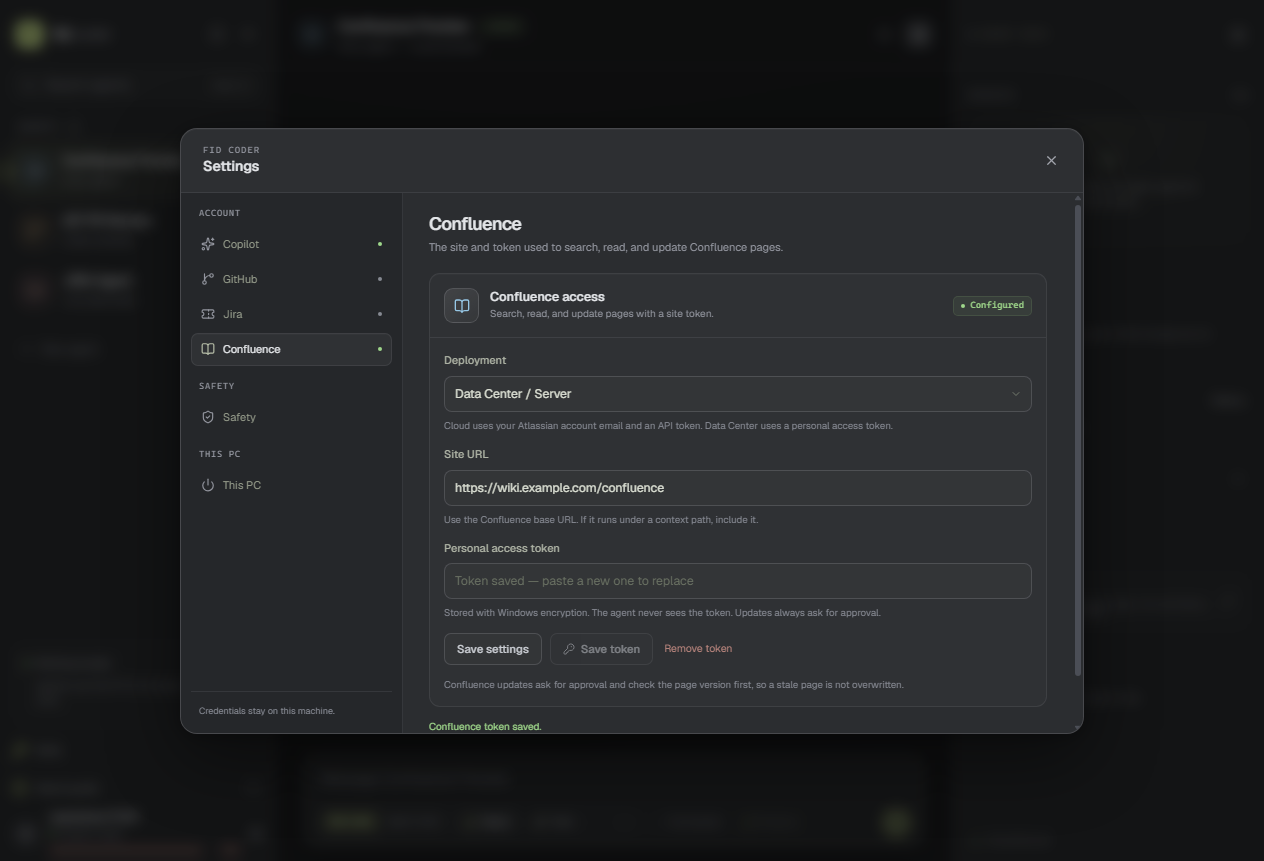 FID CODER
Settings
ACCOUNT
Copilot
GitHub
Jira
Confluence
SAFETY
Safety
THIS PC
This PC
Credentials stay on this machine.
Confluence
The site and token used to search, read, and update Confluence pages.
Confluence access
Search, read, and update pages with a site token.
Configured
Deployment
Data Center / Server
Cloud uses your Atlassian account email and an API token. Data Center uses a personal access token.
Site URL
https://wiki.example.com/confluence
Use the Confluence base URL. If it runs under a context path, include it.
Personal access token
Token saved — paste a new one to replace
Stored with Windows encryption. The agent never sees the token. Updates always ask for approval.
Save settings
Save token
Remove token
Confluence updates ask for approval and check the page version first, so a stale page is not overwritten.
Confluence token saved.